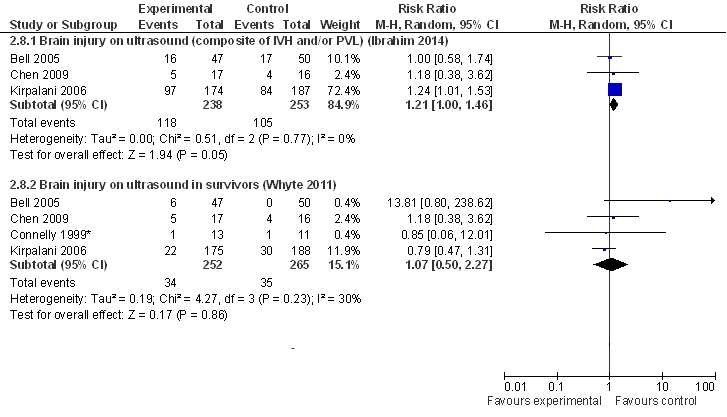 Experimental Control Risk Ratio Risk Ratio
Study or Subgroup Events Total Events Total Weight M-H, Random, 95% CI M-H, Random, 95% CI
2.8.1 Brain injury on ultrasound (composite of IVH and/or PVL) (Ibrahim 2014)
Bell 2005 16 47 17 50 10.1% 1.00 [0.58, 1.74]
Chen 2009 5 17 4 16 2.4% 1.18 [0.38, 3.62]
Kirpalani 2006 97 174 84 187 72.4% 1.24 [1.01, 1.53]
Subtotal (95% CI) 238 253 84.9% 1.21 [1.00, 1.46]
Total events 118 105
Heterogeneity: Tau² = 0.00; Chi² = 0.51, df = 2 (P = 0.77); I² = 0%
Test for overall effect: Z = 1.94 (P = 0.05)
2.8.2 Brain injury on ultrasound in survivors (Whyte 2011)
Bell 2005 6 47 0 50 0.4% 13.81 [0.80, 238.62]
Chen 2009 5 17 4 16 2.4% 1.18 [0.38, 3.62]
Connelly 1999* 1 13 1 11 0.4% 0.85 [0.06, 12.01]
Kirpalani 2006 22 175 30 188 11.9% 0.79 [0.47, 1.31]
Subtotal (95% CI) 252 265 15.1% 1.07 [0.50, 2.27]
Total events 34 35
Heterogeneity: Tau² = 0.19; Chi² = 4.27, df = 3 (P = 0.23); I² = 30%
Test for overall effect: Z = 0.17 (P = 0.86)
0.01 0.1 1 10 100
Favours experimental Favours control